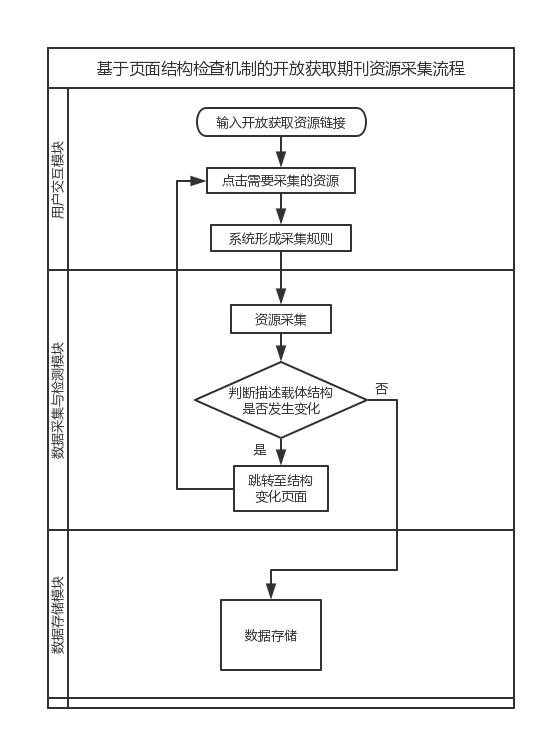 基于页面结构检查机制的开放获取期刊资源采集流程
用户交互模块
输入开放获取资源链接
点击需要采集的资源
系统形成采集规则
数据采集与检测模块
资源采集
判断描述载体结构
是否发生变化
否
是
跳转至结构
变化页面
数据存储模块
数据存储